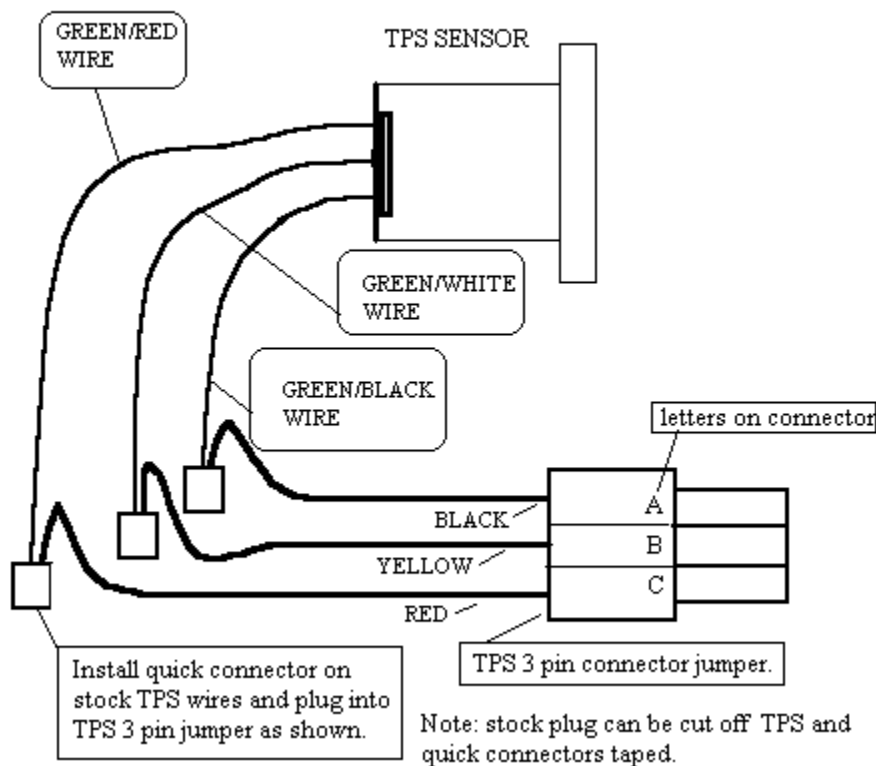 GREEN/RED
WIRE
TPS SENSOR
GREEN/WHITE
WIRE
GREEN/BLACK
WIRE
letters on connector
BLACK
A
YELLOW
B
RED
C
Install quick connector on
stock TPS wires and plug into
TPS 3 pin jumper as shown.
TPS 3 pin connector jumper.
Note: stock plug can be cut off TPS and
quick connectors taped.